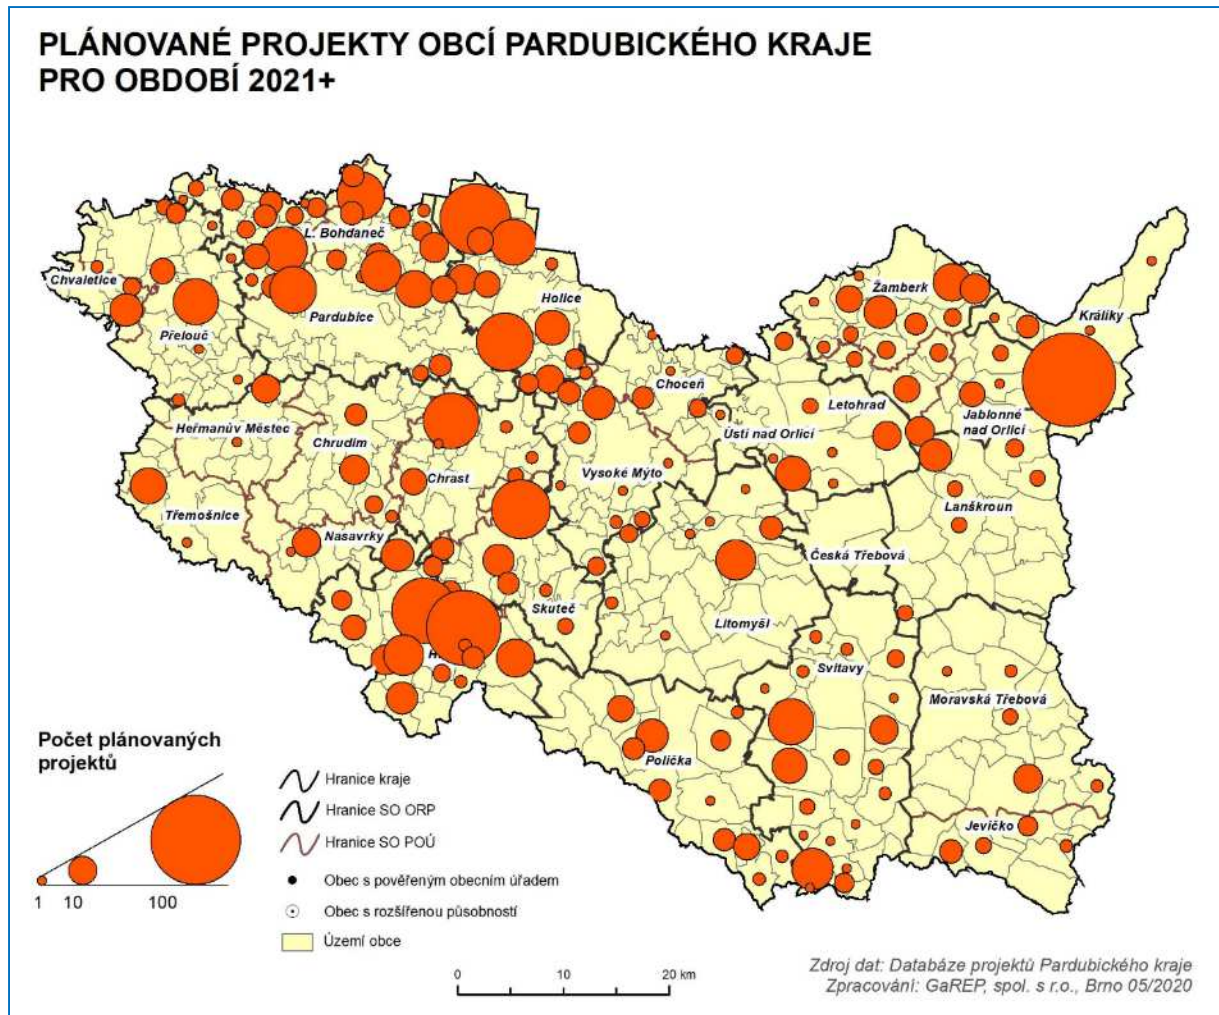 PLÁNOVANÉ PROJEKTY OBCÍ PARDUBICKÉHO KRAJE
PRO OBDOBÍ 2021+
L. Bohdaneč
Chvaletice
Holice
Žamberk
Králíky
Pardubice
Přelouč
Choceň
Letohrad
Jablonné
nad Orlicí
Heřmanův Městec
Chrudim
Ústí nad Orlicí
Chrast
Vysoké Mýto
Třemošnice
Lanškroun
Nasavrky
Česká Třebová
Skuteč
Litomyšl
Svitavy
Moravská Třebová
Polička
Jevíčko
Počet plánovaných
projektů
1 10 100
Hranice kraje
Hranice SO ORP
Hranice SO POÚ
Obec s pověřeným obecním úřadem
Obec s rozšířenou působností
Území obce
0 10 20 km
Zdroj dat: Databáze projektů Pardubického kraje
Zpracování: GaREP, spol. s r.o., Brno 05/2020